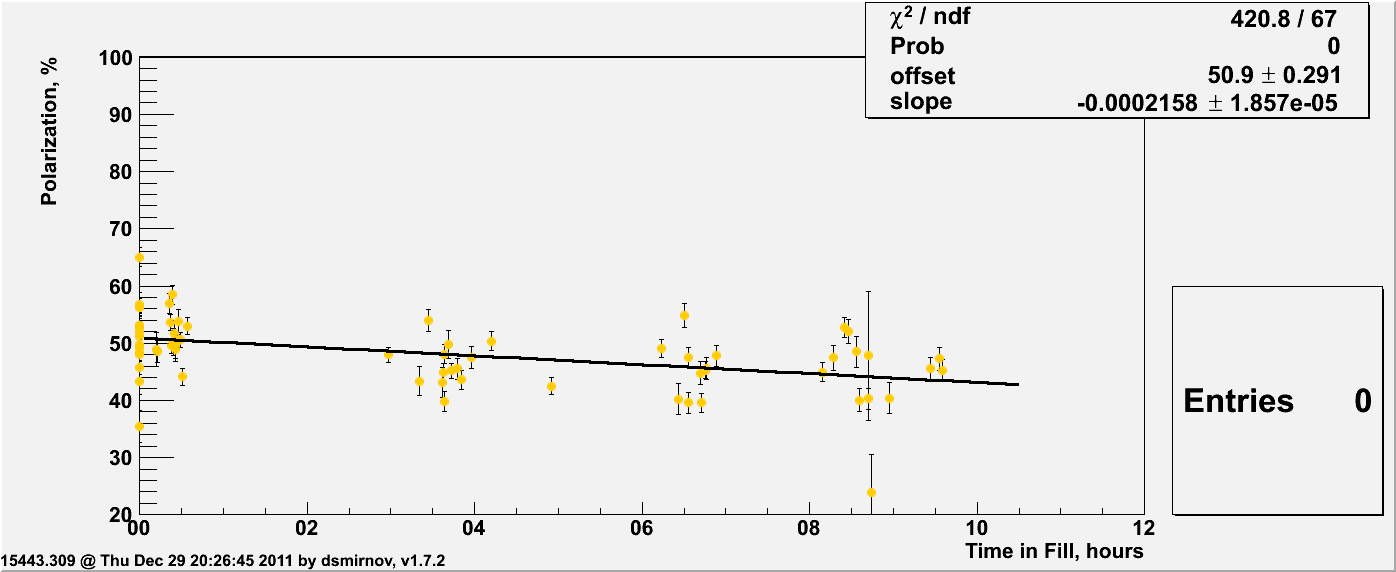 χ² / ndf 420.8 / 67
Prob 0
offset 50.9 ± 0.291
slope -0.0002158 ± 1.857e-05
Polarization, %
100
90
80
70
60
50
40
30
20
00 02 04 06 08 10 12
Time in Fill, hours
Entries 0
15443.309 @ Thu Dec 29 20:26:45 2011 by dsmirnov, v1.7.2